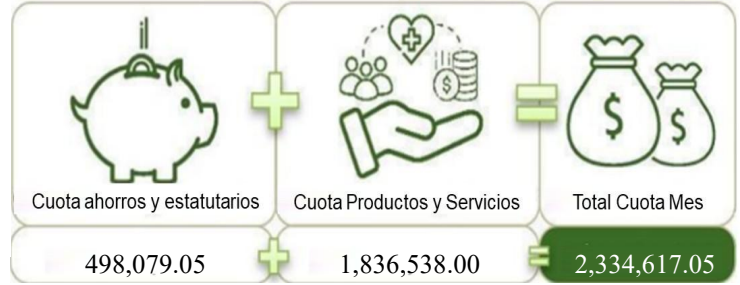 Cuota ahorros y estatutarios
Cuota Productos y Servicios
Total Cuota Mes
498,079.05 + 1,836,538.00 = 2,334,617.05